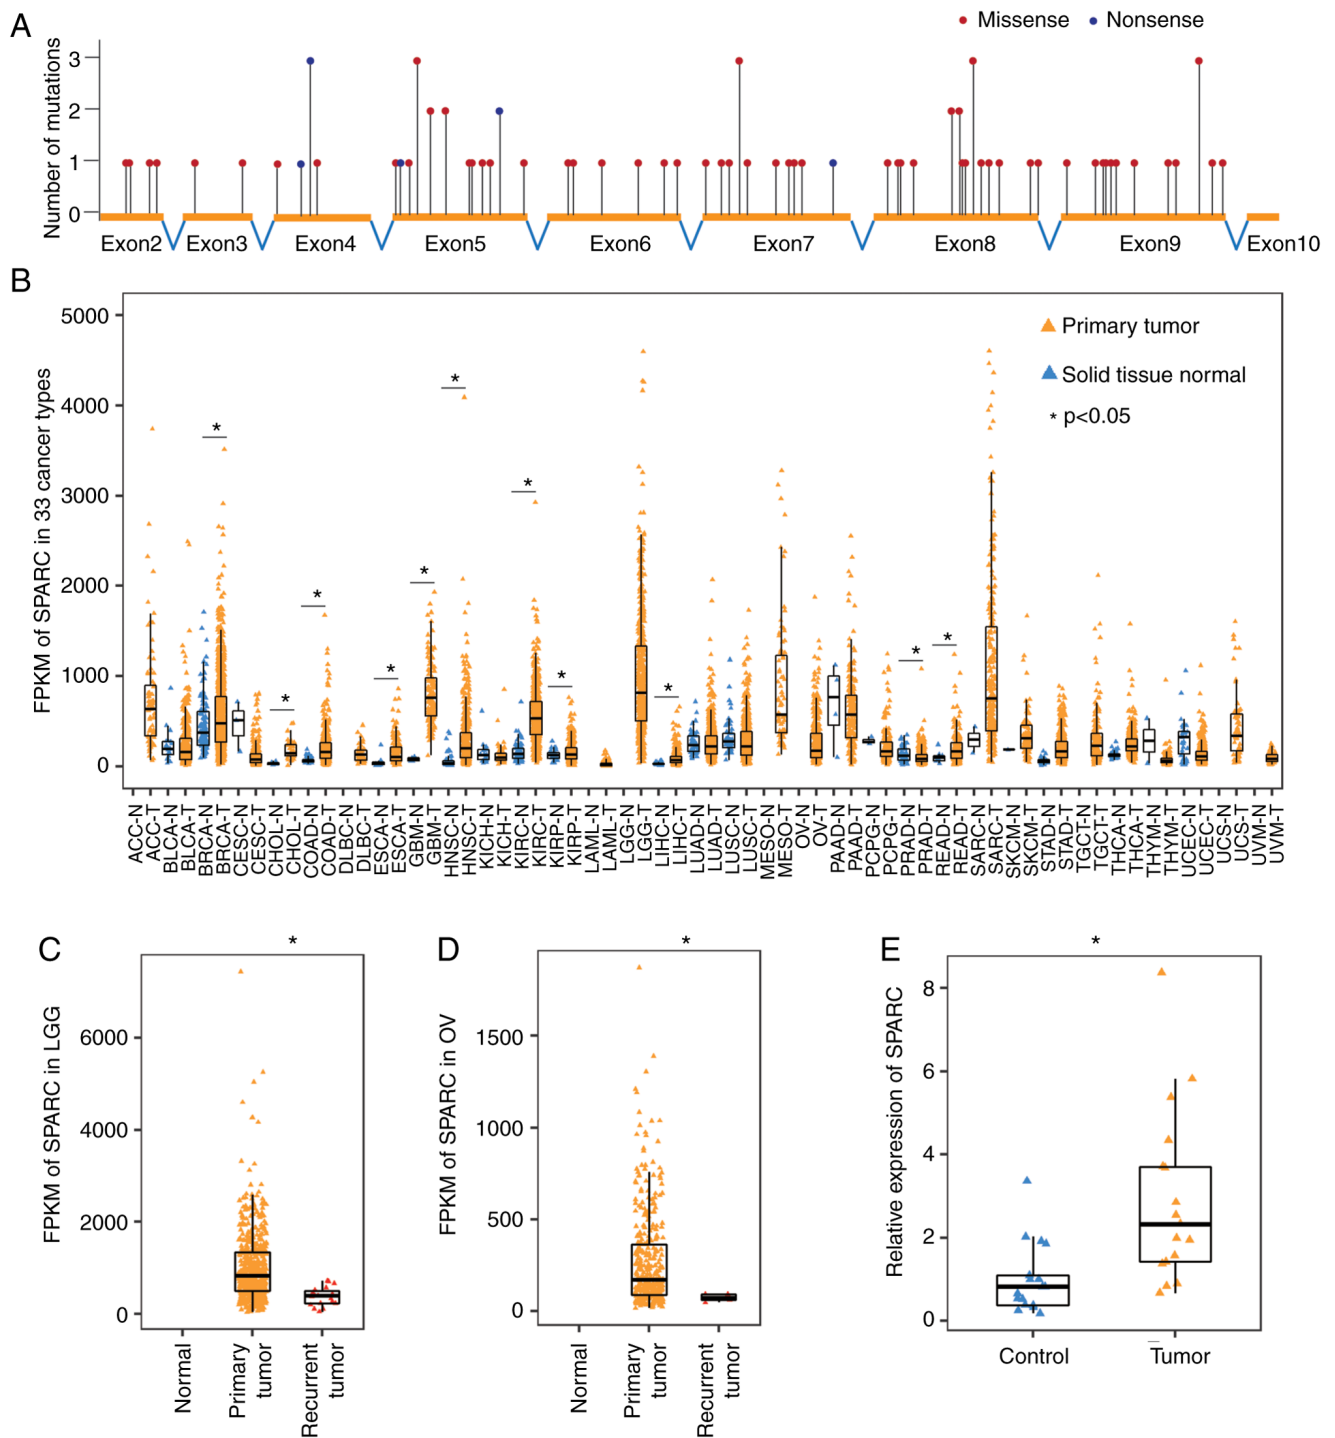 A
Missense
Nonsense
Number of mutations
3
2
1
0
Exon2
Exon3
Exon4
Exon5
Exon6
Exon7
Exon8
Exon9
Exon10
B
FPKM of SPARC in 33 cancer types
5000
4000
3000
2000
1000
0
Primary tumor
Solid tissue normal
* p<0.05
*
*
*
*
*
*
*
*
*
*
*
ACC-N
ACC-T
BLCA-N
BLCA-T
BRCA-N
BRCA-T
CESC-N
CESC-T
CHOL-N
CHOL-T
COAD-N
COAD-T
DLBC-N
DLBC-T
ESCA-N
ESCA-T
GBM-N
GBM-T
HNSC-N
HNSC-T
KICH-N
KICH-T
KIRC-N
KIRC-T
KIRP-N
KIRP-T
LAML-N
LAML-T
LGG-N
LGG-T
LIHC-N
LIHC-T
LUAD-N
LUAD-T
LUSC-N
LUSC-T
MESO-N
MESO-T
OV-N
OV-T
PAAD-N
PAAD-T
PCPG-N
PCPG-T
PRAD-N
PRAD-T
READ-N
READ-T
SARC-N
SARC-T
SKCM-N
SKCM-T
STAD-N
STAD-T
TGCT-N
TGCT-T
THCA-N
THCA-T
THYM-N
THYM-T
UCEC-N
UCEC-T
UCS-N
UCS-T
UVM-N
UVM-T
C
*
FPKM of SPARC in LGG
6000
4000
2000
0
Normal
Primary
tumor
Recurrent
tumor
D
*
FPKM of SPARC in OV
1500
1000
500
0
Normal
Primary
tumor
Recurrent
tumor
E
*
Relative expression of SPARC
8
6
4
2
0
Control
Tumor